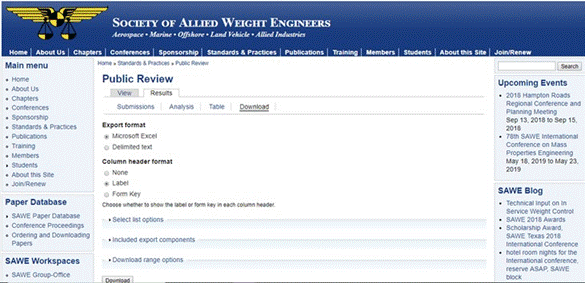 SOCIETY OF ALLIED WEIGHT ENGINEERS
Aerospace • Marine • Offshore • Land Vehicle • Allied Industries
Home About Us Chapters Conferences Sponsorship Standards & Practices Publications Training Members Students About this Site Join/Renew
Main menu
Home
About Us
Chapters
Conferences
Sponsorship
Standards & Practices
Publications
Training
Members
Students
About this Site
Join/Renew
Paper Database
SAWE Paper Database
Conference Proceedings
Ordering and Downloading
Papers
SAWE Workspaces
SAWE Group-Office
Home » Standards & Practices » Public Review
Public Review
View Results
Submissions Analysis Table Download
Export format
Microsoft Excel
Delimited text
Column header format
None
Label
Form Key
Choose whether to show the label or form key in each column header.
Select list options
Included export components
Download range options
Download
Search
Upcoming Events
2018 Hampton Roads
Regional Conference and
Planning Meeting
Sep 13, 2018 to Sep 15,
2018
78th SAWE International
Conference on Mass
Properties Engineering
May 18, 2019 to May 23,
2019
SAWE Blog
Technical Input on In
Service Weight Control
SAWE 2018 Awards
Scholarship Award,
SAWE Texas 2018
International Conference
hotel room nights for the
International conference,
reserve ASAP, SAWE
block